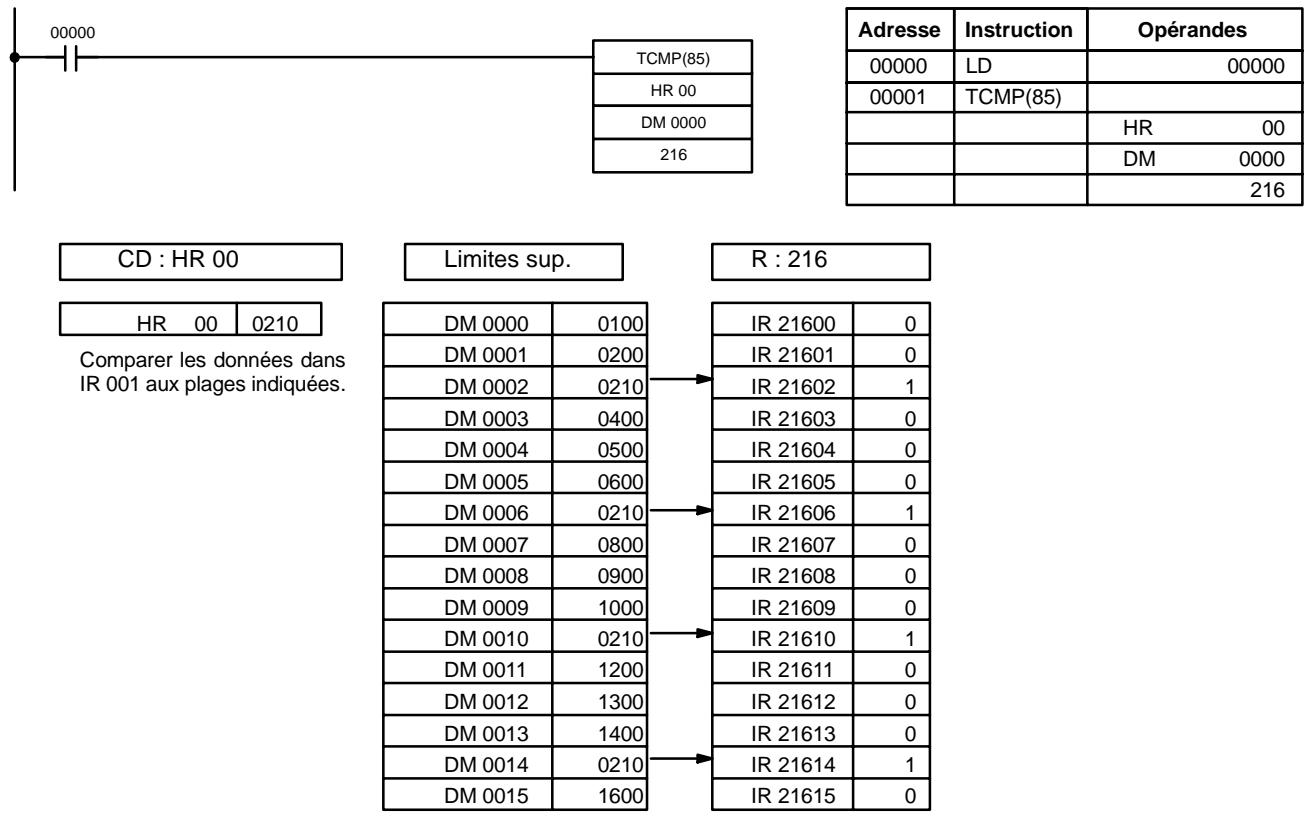 00000
TCMP(85)
HR 00
DM 0000
216
Adresse Instruction Opérandes
00000 LD 00000
00001 TCMP(85)
HR 00
DM 0000
216
CD : HR 00
Limites sup.
R : 216
HR 00 0210
Comparer les données dans
IR 001 aux plages indiquées.
DM 0000 0100 IR 21600 0
DM 0001 0200 IR 21601 0
DM 0002 0210 IR 21602 1
DM 0003 0400 IR 21603 0
DM 0004 0500 IR 21604 0
DM 0005 0600 IR 21605 0
DM 0006 0210 IR 21606 1
DM 0007 0800 IR 21607 0
DM 0008 0900 IR 21608 0
DM 0009 1000 IR 21609 0
DM 0010 0210 IR 21610 1
DM 0011 1200 IR 21611 0
DM 0012 1300 IR 21612 0
DM 0013 1400 IR 21613 0
DM 0014 0210 IR 21614 1
DM 0015 1600 IR 21615 0